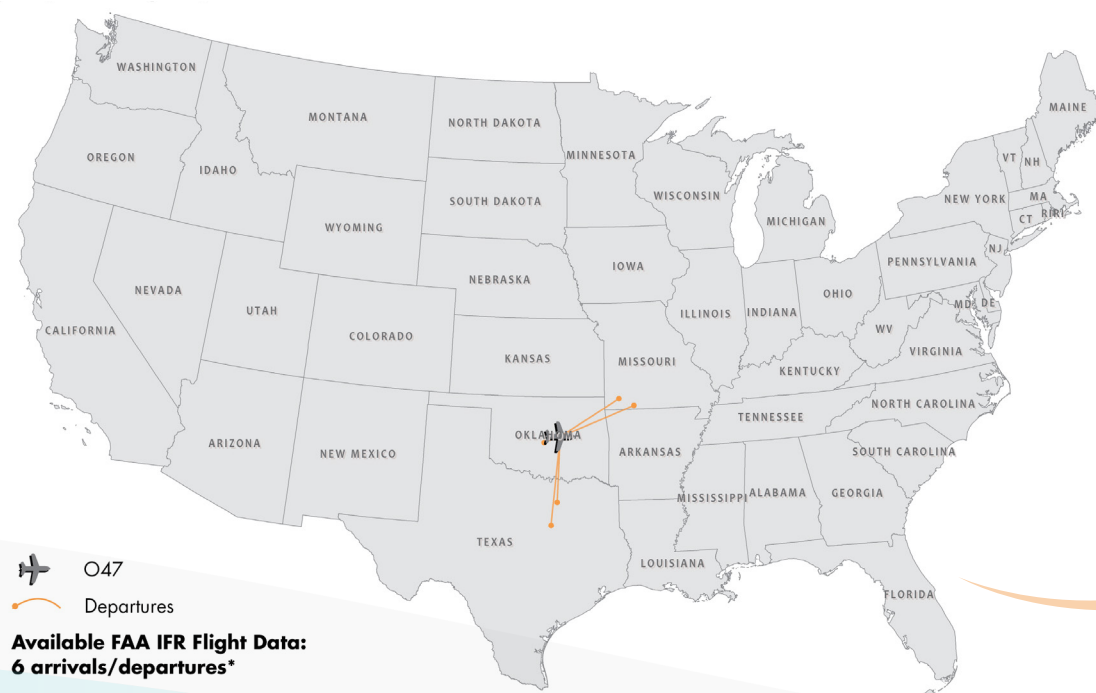 WASHINGTON
MAINE
MONTANA
NORTH DAKOTA
VT
NH
MINNESOTA
OREGON
IDAHO
WISCONSIN
MA
NEW YORK
SOUTH DAKOTA
CT
RI
RI
MICHIGAN
WYOMING
NJ
PENNSYLVANIA
IOWA
NEBRASKA
NEVADA
OHIO
MD
DE
UTAH
ILLINOIS
INDIANA
CALIFORNIA
COLORADO
WV
VIRGINIA
KANSAS
MISSOURI
KENTUCKY
NORTH CAROLINA
TENNESSEE
OKLAHOMA
ARIZONA
NEW MEXICO
ARKANSAS
SOUTH CAROLINA
MISSISSIPPI
ALABAMA
GEORGIA
TEXAS
LOUISIANA
FLORIDA
O47
Departures
Available FAA IFR Flight Data:
6 arrivals/departures*